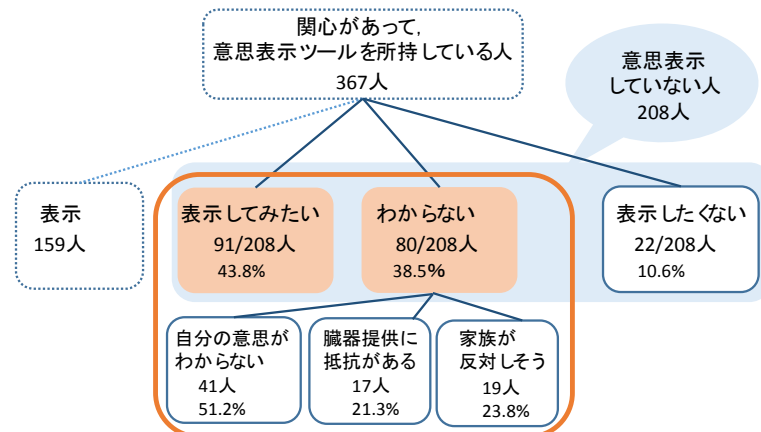 関心があって，
意思表示ツールを所持している人
367人
意思表示
していない人
208人
表示
159人
表示してみたい
91/208人
43.8%
わからない
80/208人
38.5%
表示したくない
22/208人
10.6%
自分の意思が
わからない
41人
51.2%
臓器提供に
抵抗がある
17人
21.3%
家族が
反対しそう
19人
23.8%